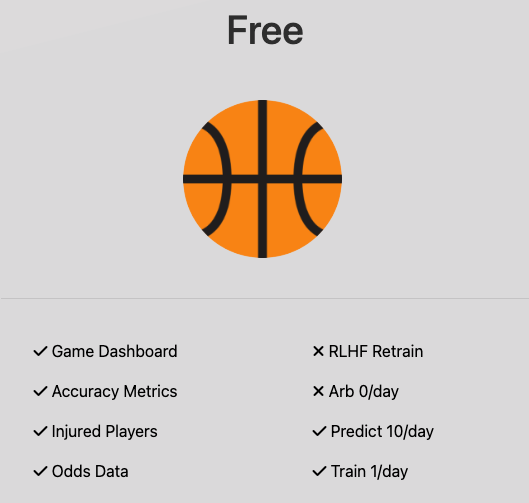 Free
✓ Game Dashboard
✓ Accuracy Metrics
✓ Injured Players
✓ Odds Data
✕ RLHF Retrain
✕ Arb 0/day
✓ Predict 10/day
✓ Train 1/day